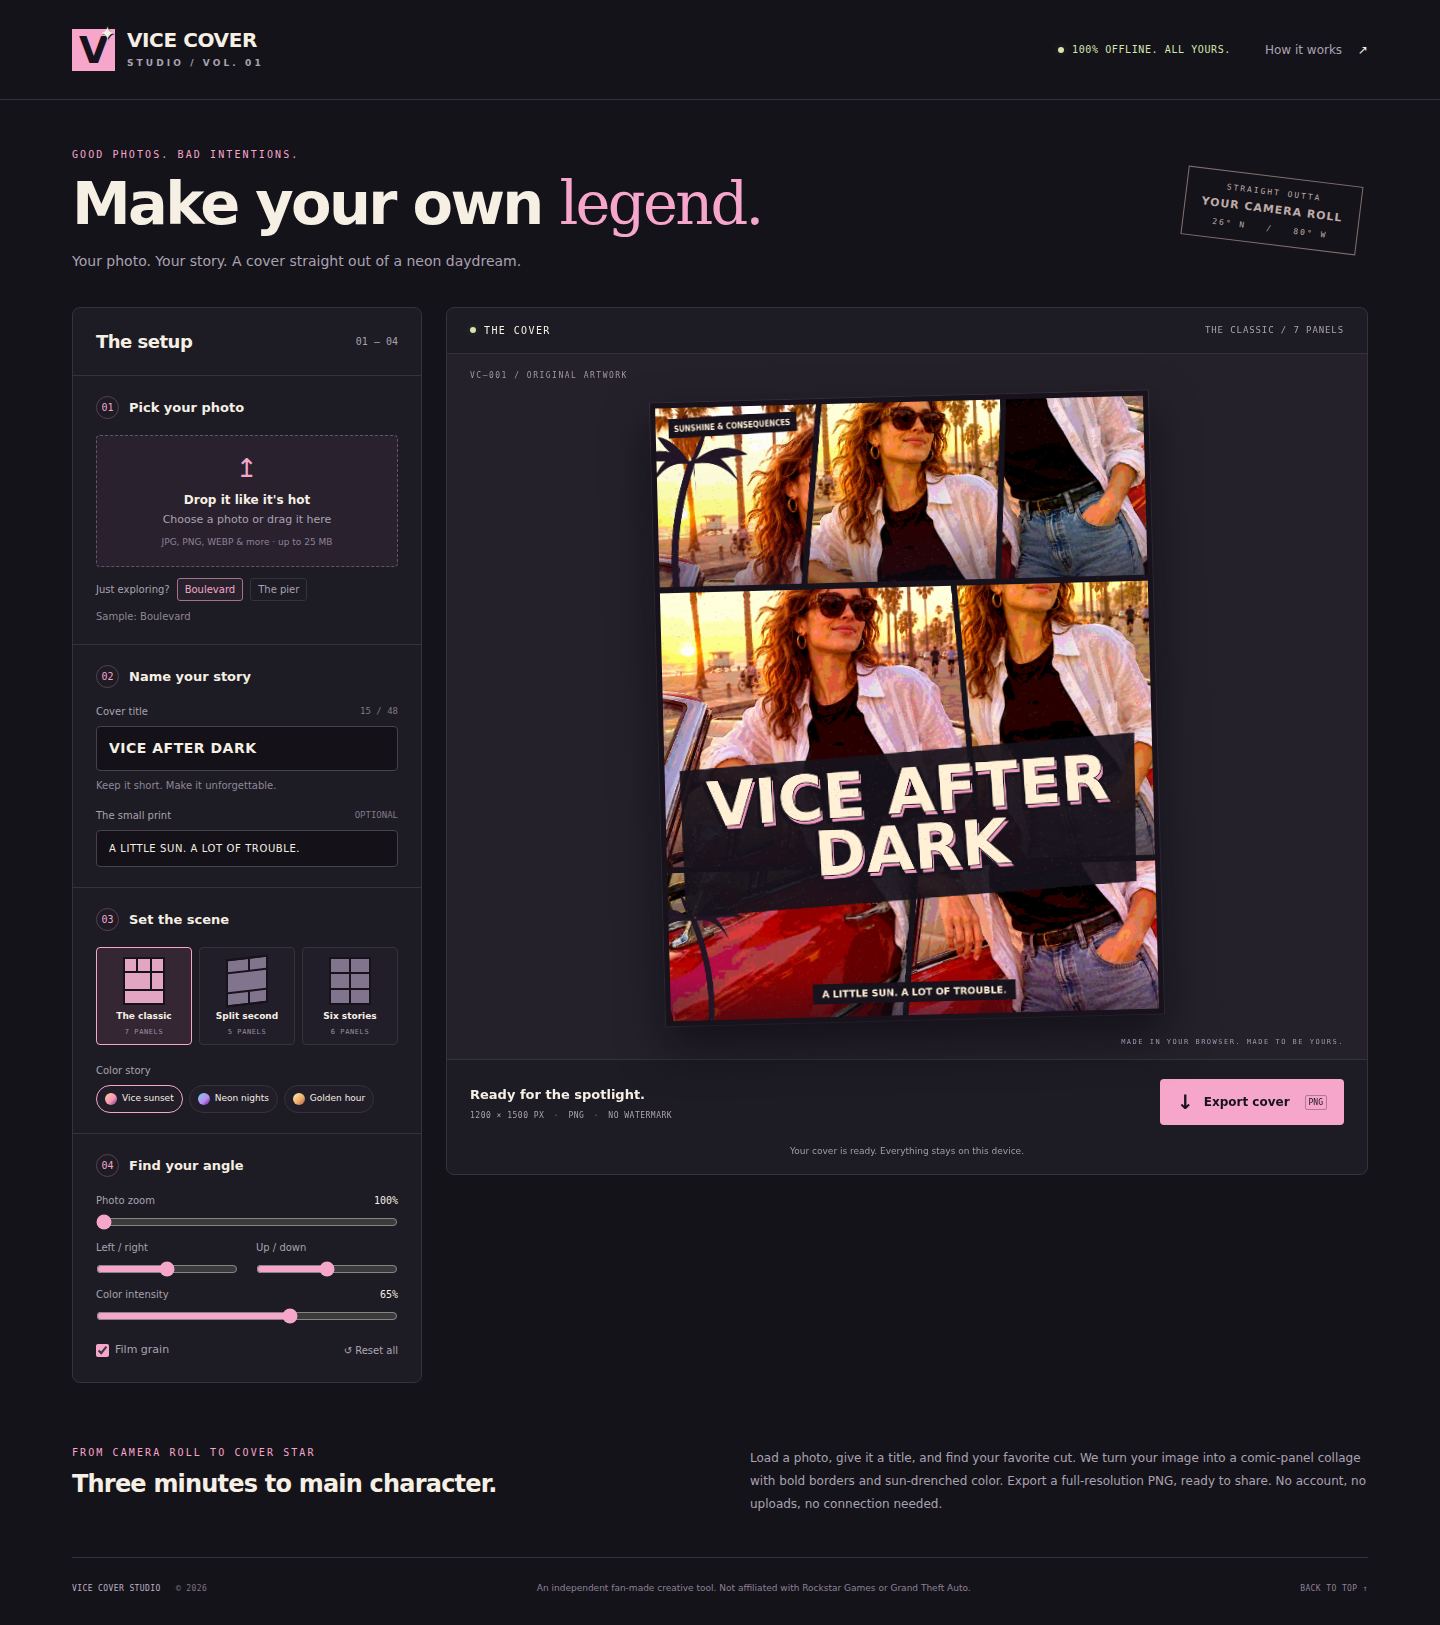 V
VICE COVER
STUDIO / VOL. 01
100% OFFLINE. ALL YOURS.
How it works ↗
GOOD PHOTOS. BAD INTENTIONS.
Make your own legend.
Your photo. Your story. A cover straight out of a neon daydream.
STRAIGHT OUTTA
YOUR CAMERA ROLL
26° N / 80° W
The setup
01 — 04
01 Pick your photo
↥
Drop it like it's hot
Choose a photo or drag it here
JPG, PNG, WEBP & more · up to 25 MB
Just exploring? Boulevard The pier
Sample: Boulevard
02 Name your story
Cover title 15 / 48
VICE AFTER DARK
Keep it short. Make it unforgettable.
The small print OPTIONAL
A LITTLE SUN. A LOT OF TROUBLE.
03 Set the scene
The classic
7 PANELS
Split second
5 PANELS
Six stories
6 PANELS
Color story
Vice sunset Neon nights Golden hour
04 Find your angle
Photo zoom 100%
Left / right Up / down
Color intensity 65%
Film grain ↺ Reset all
THE COVER
THE CLASSIC / 7 PANELS
VC—001 / ORIGINAL ARTWORK
SUNSHINE & CONSEQUENCES
VICE AFTER
DARK
A LITTLE SUN. A LOT OF TROUBLE.
MADE IN YOUR BROWSER. MADE TO BE YOURS.
Ready for the spotlight.
1200 × 1500 PX · PNG · NO WATERMARK
↓ Export cover PNG
Your cover is ready. Everything stays on this device.
FROM CAMERA ROLL TO COVER STAR
Three minutes to main character.
Load a photo, give it a title, and find your favorite cut. We turn your image into a comic-panel collage
with bold borders and sun-drenched color. Export a full-resolution PNG, ready to share. No account, no
uploads, no connection needed.
VICE COVER STUDIO © 2026
An independent fan-made creative tool. Not affiliated with Rockstar Games or Grand Theft Auto.
BACK TO TOP ↑